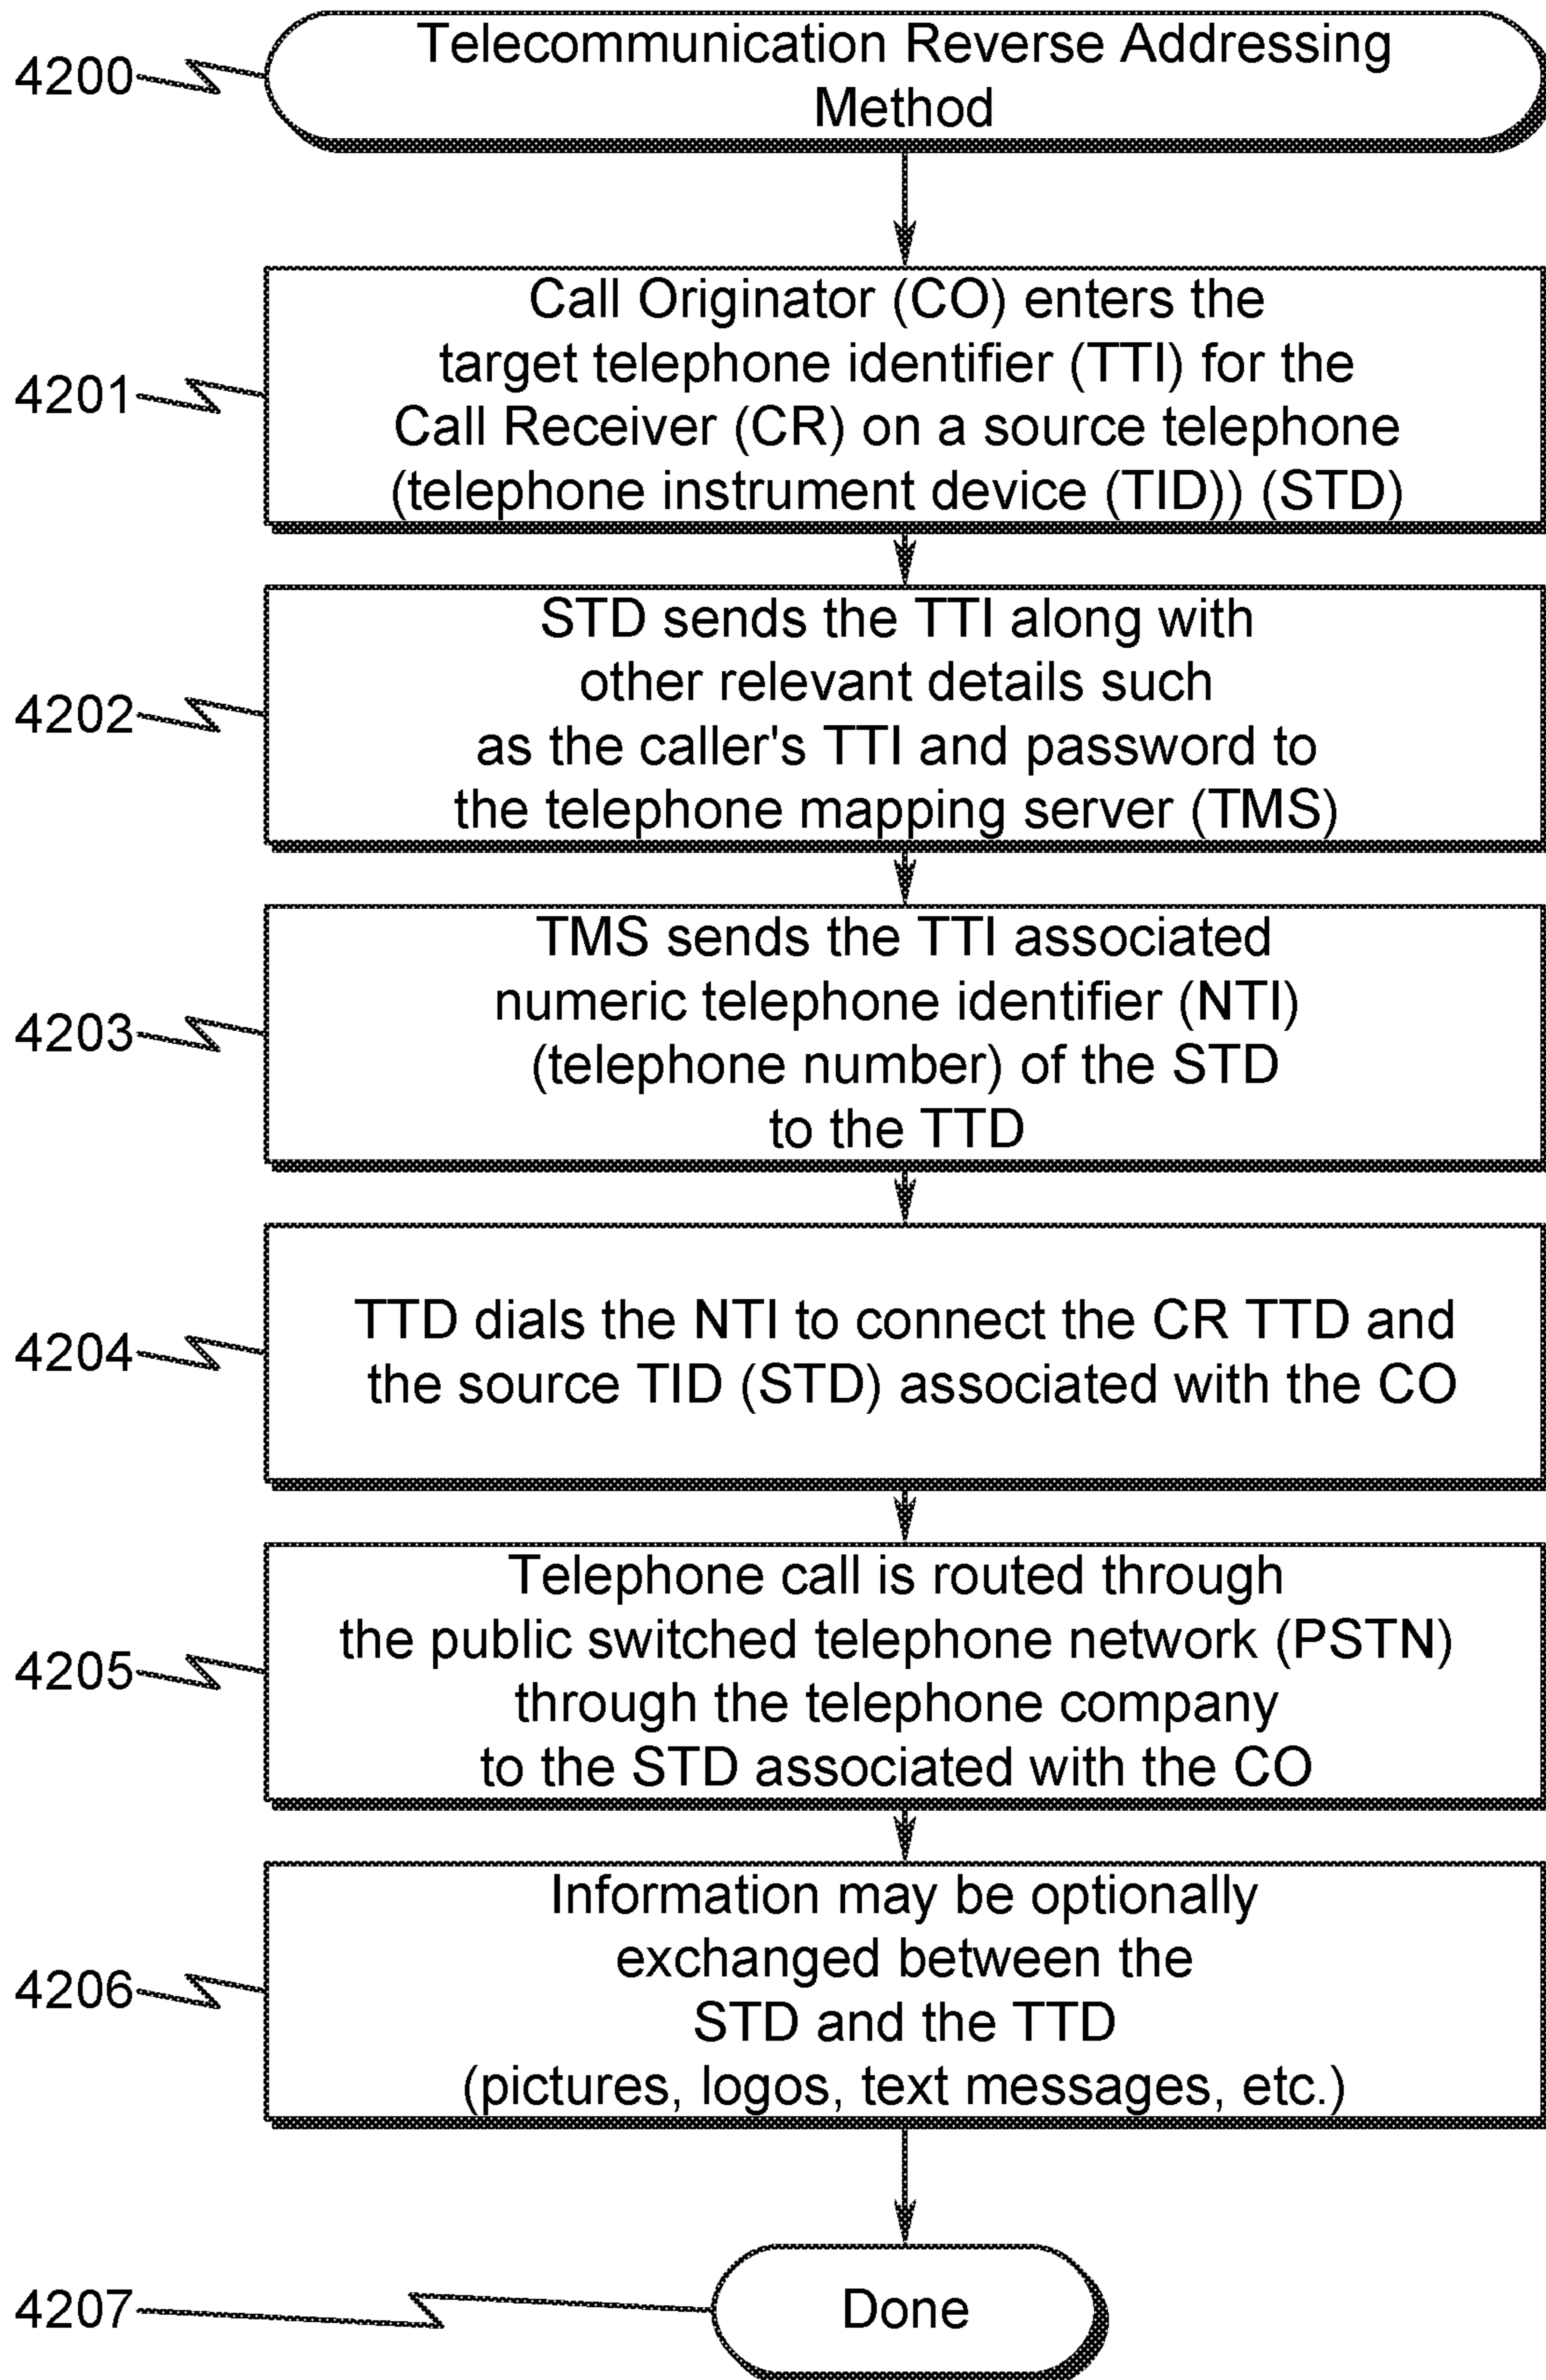 4200
Telecommunication Reverse Addressing
Method
4201
Call Originator (CO) enters the
target telephone identifier (TTI) for the
Call Receiver (CR) on a source telephone
(telephone instrument device (TID)) (STD)
4202
STD sends the TTI along with
other relevant details such
as the caller's TTI and password to
the telephone mapping server (TMS)
4203
TMS sends the TTI associated
numeric telephone identifier (NTI)
(telephone number) of the STD
to the TTD
4204
TTD dials the NTI to connect the CR TTD and
the source TID (STD) associated with the CO
4205
Telephone call is routed through
the public switched telephone network (PSTN)
through the telephone company
to the STD associated with the CO
4206
Information may be optionally
exchanged between the
STD and the TTD
(pictures, logos, text messages, etc.)
4207
Done